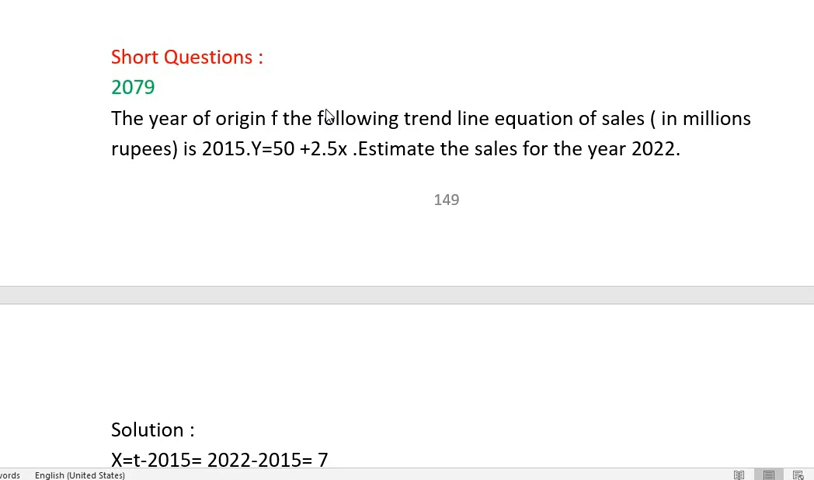 Short Questions :
2079
The year of origin f the following trend line equation of sales ( in millions
rupees) is 2015.Y=50 +2.5x .Estimate the sales for the year 2022.
149
Solution :
X=t-2015= 2022-2015= 7
words English (United States)